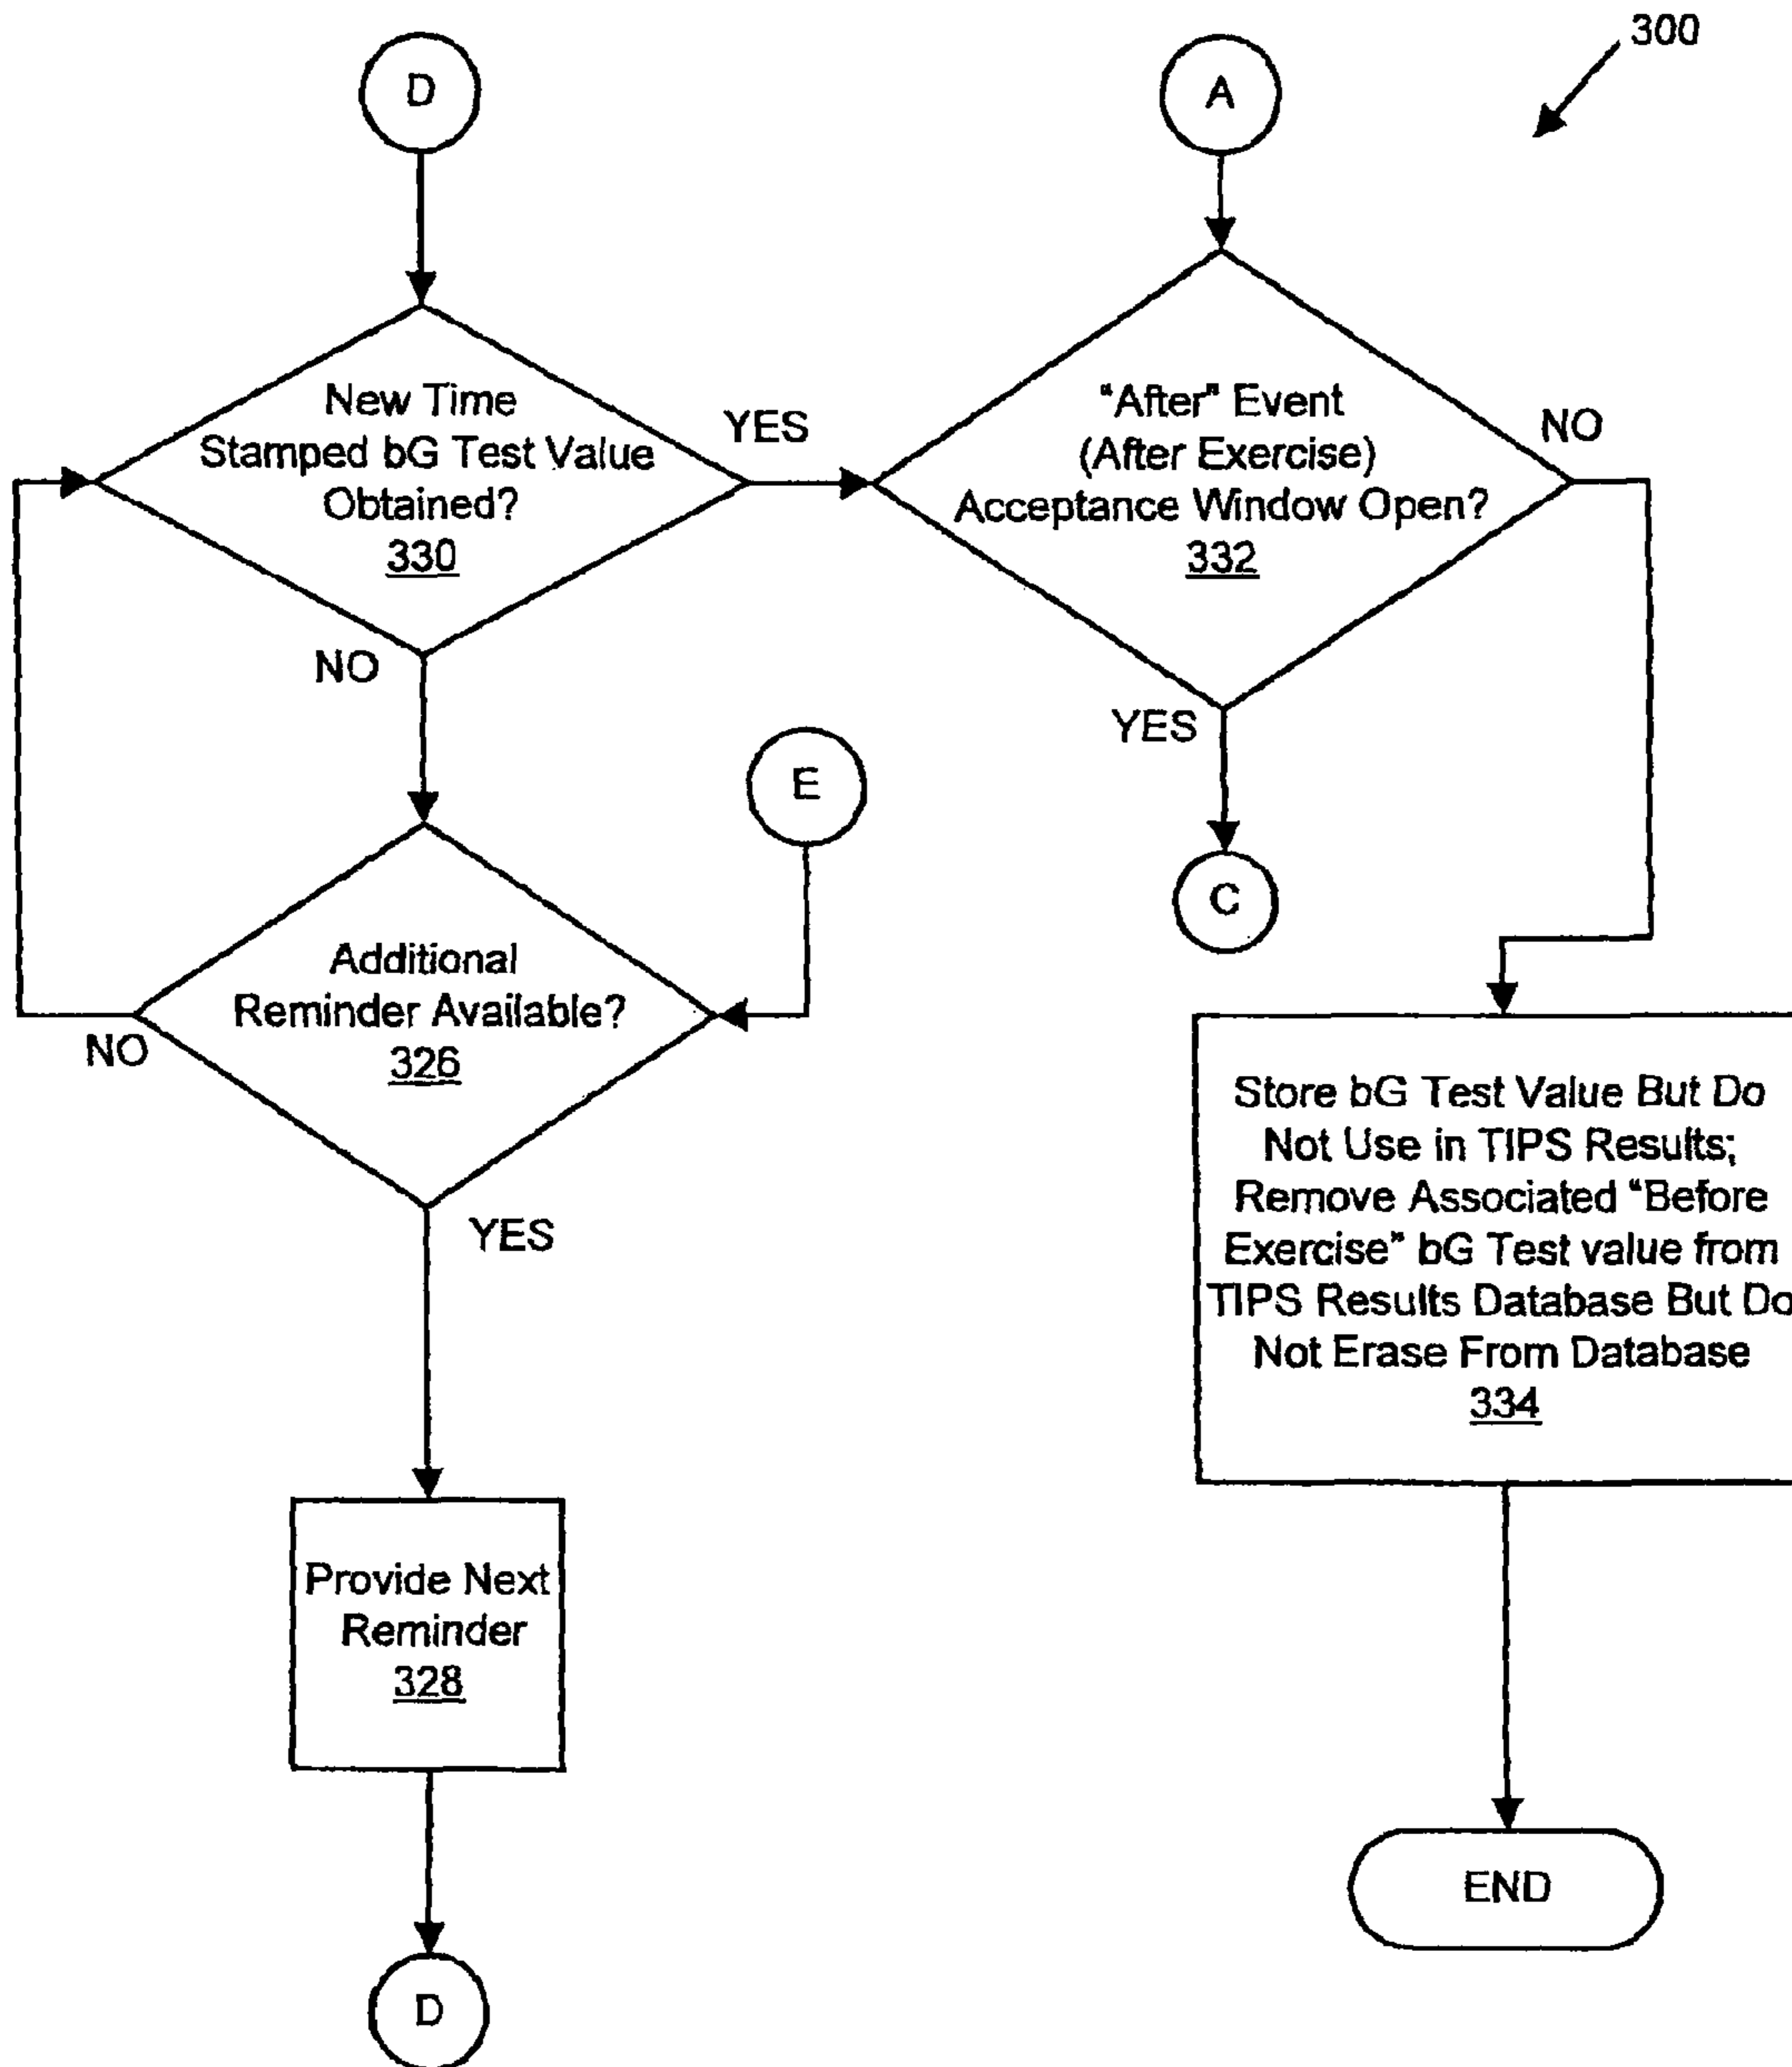 300
D
A
New Time
Stamped bG Test Value
Obtained?
330
YES
NO
"After" Event
(After Exercise)
Acceptance Window Open?
332
NO
YES
E
C
Additional
Reminder Available?
326
NO
YES
Store bG Test Value But Do
Not Use in TIPS Results;
Remove Associated "Before
Exercise" bG Test value from
TIPS Results Database But Do
Not Erase From Database
334
Provide Next
Reminder
328
END
D